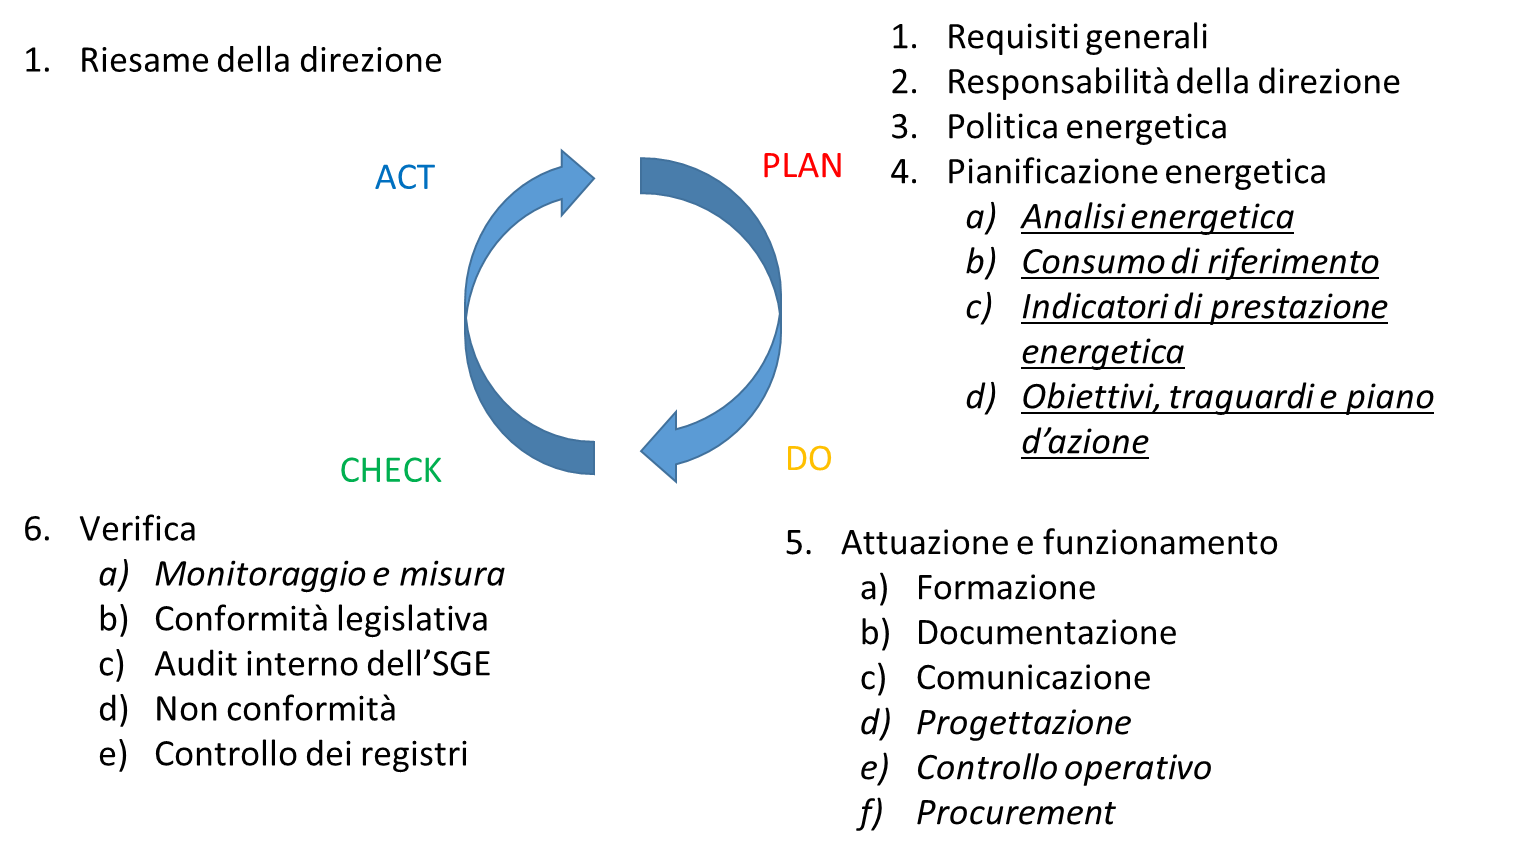 1. Riesame della direzione
ACT
PLAN
1. Requisiti generali
2. Responsabilità della direzione
3. Politica energetica
4. Pianificazione energetica
a) Analisi energetica
b) Consumo di riferimento
c) Indicatori di prestazione
energetica
d) Obiettivi, traguardi e piano
d’azione
CHECK
DO
6. Verifica
a) Monitoraggio e misura
b) Conformità legislativa
c) Audit interno dell’SGE
d) Non conformità
e) Controllo dei registri
5. Attuazione e funzionamento
a) Formazione
b) Documentazione
c) Comunicazione
d) Progettazione
e) Controllo operativo
f) Procurement